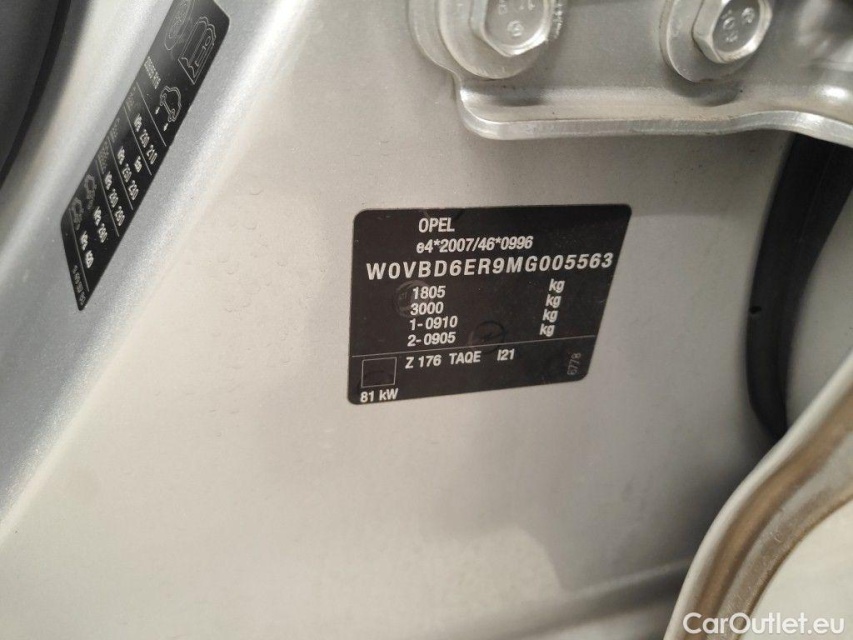 OPEL
e4*2007/46*0996
W0VBD6ER9MG005563
1805 kg
3000 kg
1-0910 kg
2-0905 kg
Z 176 TAQE I21
6778
81 kW
CarOutlet.eu